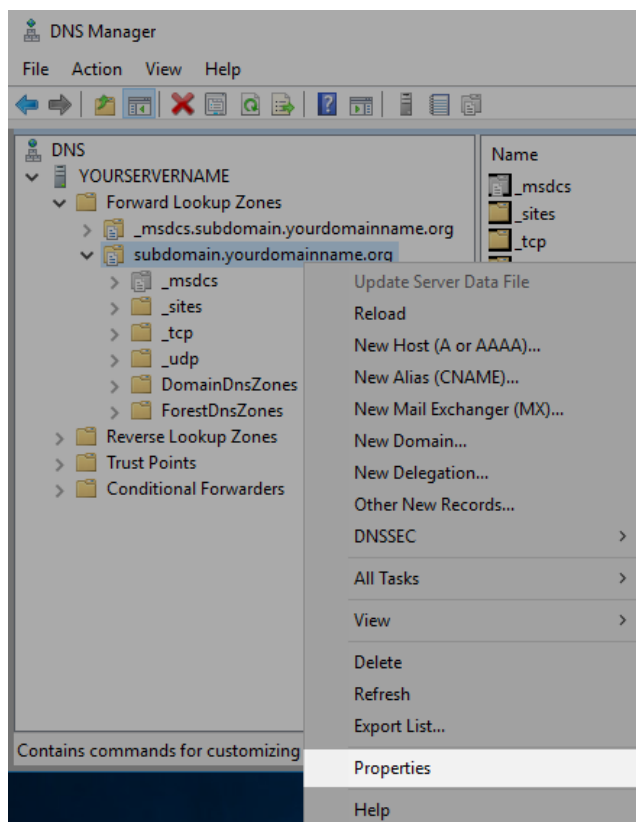 DNS Manager
File Action View Help
DNS
YOURSERVERNAME
Forward Lookup Zones
_msdcs.subdomain.yourdomainname.org
subdomain.yourdomainname.org
_msdcs
_sites
_tcp
_udp
DomainDnsZones
ForestDnsZones
Reverse Lookup Zones
Trust Points
Conditional Forwarders
Name
_msdcs
_sites
_tcp
Update Server Data File
Reload
New Host (A or AAAA)...
New Alias (CNAME)...
New Mail Exchanger (MX)...
New Domain...
New Delegation...
Other New Records...
DNSSEC
All Tasks
View
Delete
Refresh
Export List...
Properties
Help
Contains commands for customizing